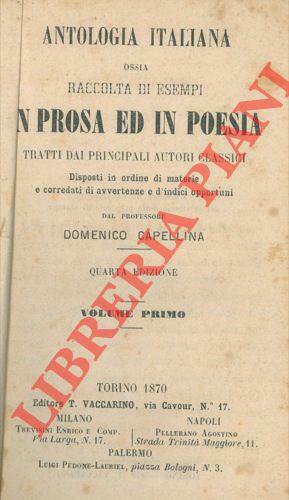 ANTOLOGIA ITALIANA
OSSIA
RACCOLTA DI ESEMPI
N PROSA ED IN POESIA
TRATTI DAI PRINCIPALI AUTORI CLASSICI
Disposti in ordine di materie
e corredati di avvertenze e d'indici opportuni
DAL PROFESSORE
DOMENICO CAPELLINA
QUARTA EDIZIONE
VOLUME PRIMO
TORINO 1870
Editore T. VACCARINO, via Cavour, N.° 17.
MILANO
TREVISINI ENRICO E COMP.
Via Larga, N. 17.
NAPOLI
PELLERANO AGOSTINO
Strada Trinità Maggiore, 11.
PALERMO
LUIGI PEDONE-LAURIEL, piazza Bologni, N. 3.
LIBRERIA PIANI